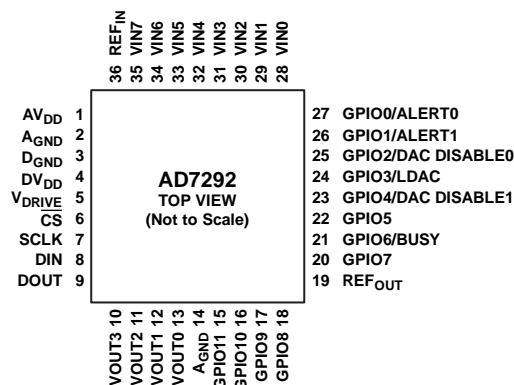 36 REFIN
35 VIN7
34 VIN6
33 VIN5
32 VIN4
31 VIN3
30 VIN2
29 VIN1
28 VIN0
AVDD 1
AGND 2
DGND 3
DVDD 4
VDRIVE 5
CS 6
SCLK 7
DIN 8
DOUT 9
AD7292
TOP VIEW
(Not to Scale)
27 GPIO0/ALERT0
26 GPIO1/ALERT1
25 GPIO2/DAC DISABLE0
24 GPIO3/LDAC
23 GPIO4/DAC DISABLE1
22 GPIO5
21 GPIO6/BUSY
20 GPIO7
19 REFOUT
VOUT3 10
VOUT2 11
VOUT1 12
VOUT0 13
AGND 14
GPIO11 15
GPIO10 16
GPIO9 17
GPIO8 18